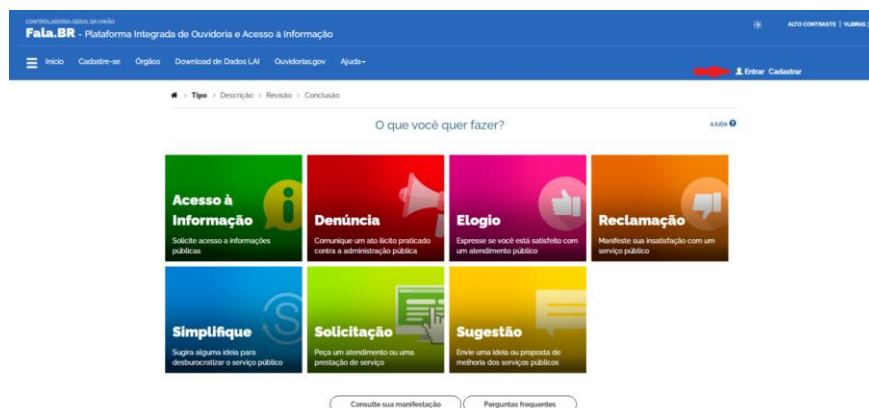 CONTROLADORIA-GERAL DA UNIÃO
Fala.BR - Plataforma Integrada de Ouvidoria e Acesso à Informação
ALTO CONTRASTE | VLIBRAS
Início Cadastre-se Órgãos Download de Dados LAI Ouvidorias.gov Ajuda
Entrar Cadastrar
> Tipo > Descrição > Revisão > Conclusão
O que você quer fazer?
AJUDA
Acesso à
Informação
Solicite acesso a informações
públicas
Denúncia
Comunique um ato ilícito praticado
contra a administração pública
Elogio
Expresse se você está satisfeito com
um atendimento público
Reclamação
Manifeste sua insatisfação com um
serviço público
Simplifique
Sugira alguma ideia para
desburocratizar o serviço público
Solicitação
Peça um atendimento ou uma
prestação de serviço
Sugestão
Envie uma ideia ou proposta de
melhoria dos serviços públicos
Consulte sua manifestação
Perguntas frequentes